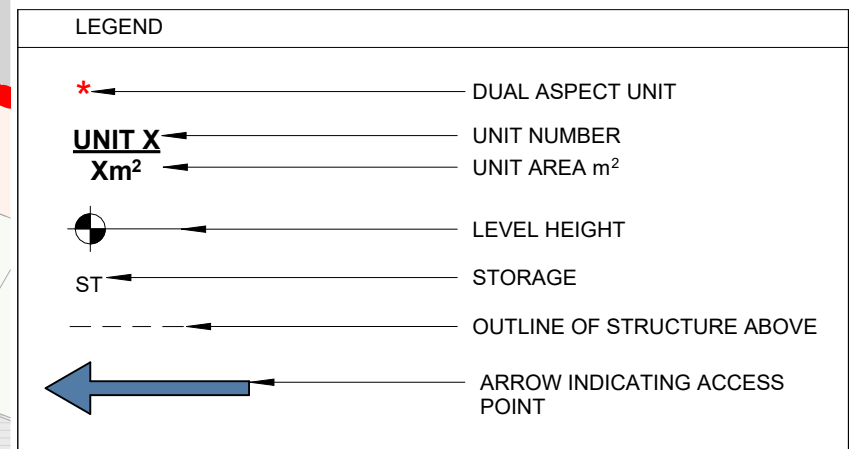 LEGEND
* DUAL ASPECT UNIT
UNIT X UNIT NUMBER
Xm² UNIT AREA m²
LEVEL HEIGHT
ST STORAGE
OUTLINE OF STRUCTURE ABOVE
ARROW INDICATING ACCESS
POINT